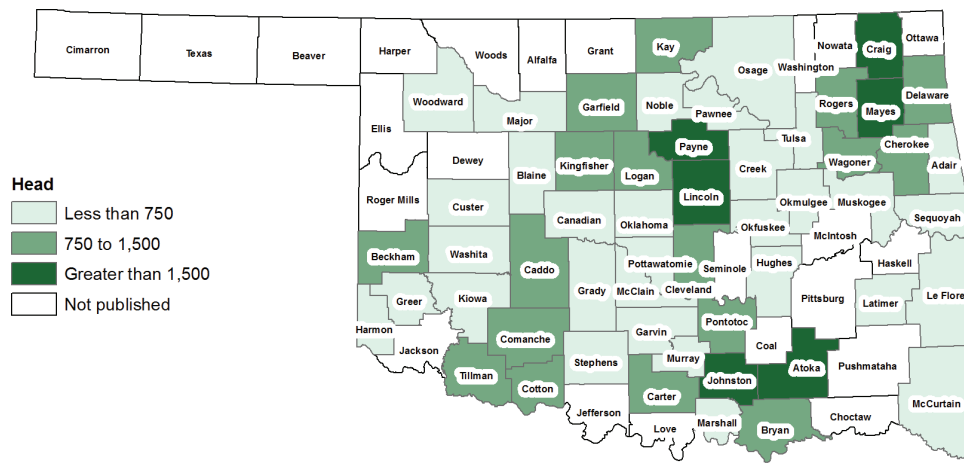 Cimarron
Texas
Beaver
Harper
Woods
Alfalfa
Grant
Kay
Osage
Washington
Nowata
Craig
Ottawa
Woodward
Major
Garfield
Noble
Pawnee
Rogers
Mayes
Delaware
Ellis
Dewey
Blaine
Kingfisher
Logan
Payne
Creek
Tulsa
Wagoner
Cherokee
Adair
Head
Less than 750
750 to 1,500
Greater than 1,500
Not published
Roger Mills
Custer
Canadian
Oklahoma
Lincoln
Okmulgee
Muskogee
Sequoyah
Beckham
Washita
Caddo
Grady
McClain
Pottawatomie
Cleveland
Seminole
Okfuskee
Hughes
McIntosh
Haskell
Greer
Kiowa
Pittsburg
Latimer
Le Flore
Harmon
Jackson
Comanche
Garvin
Pontotoc
Coal
Tillman
Cotton
Stephens
Murray
Johnston
Atoka
Pushmataha
Jefferson
Carter
Love
Marshall
Bryan
Choctaw
McCurtain